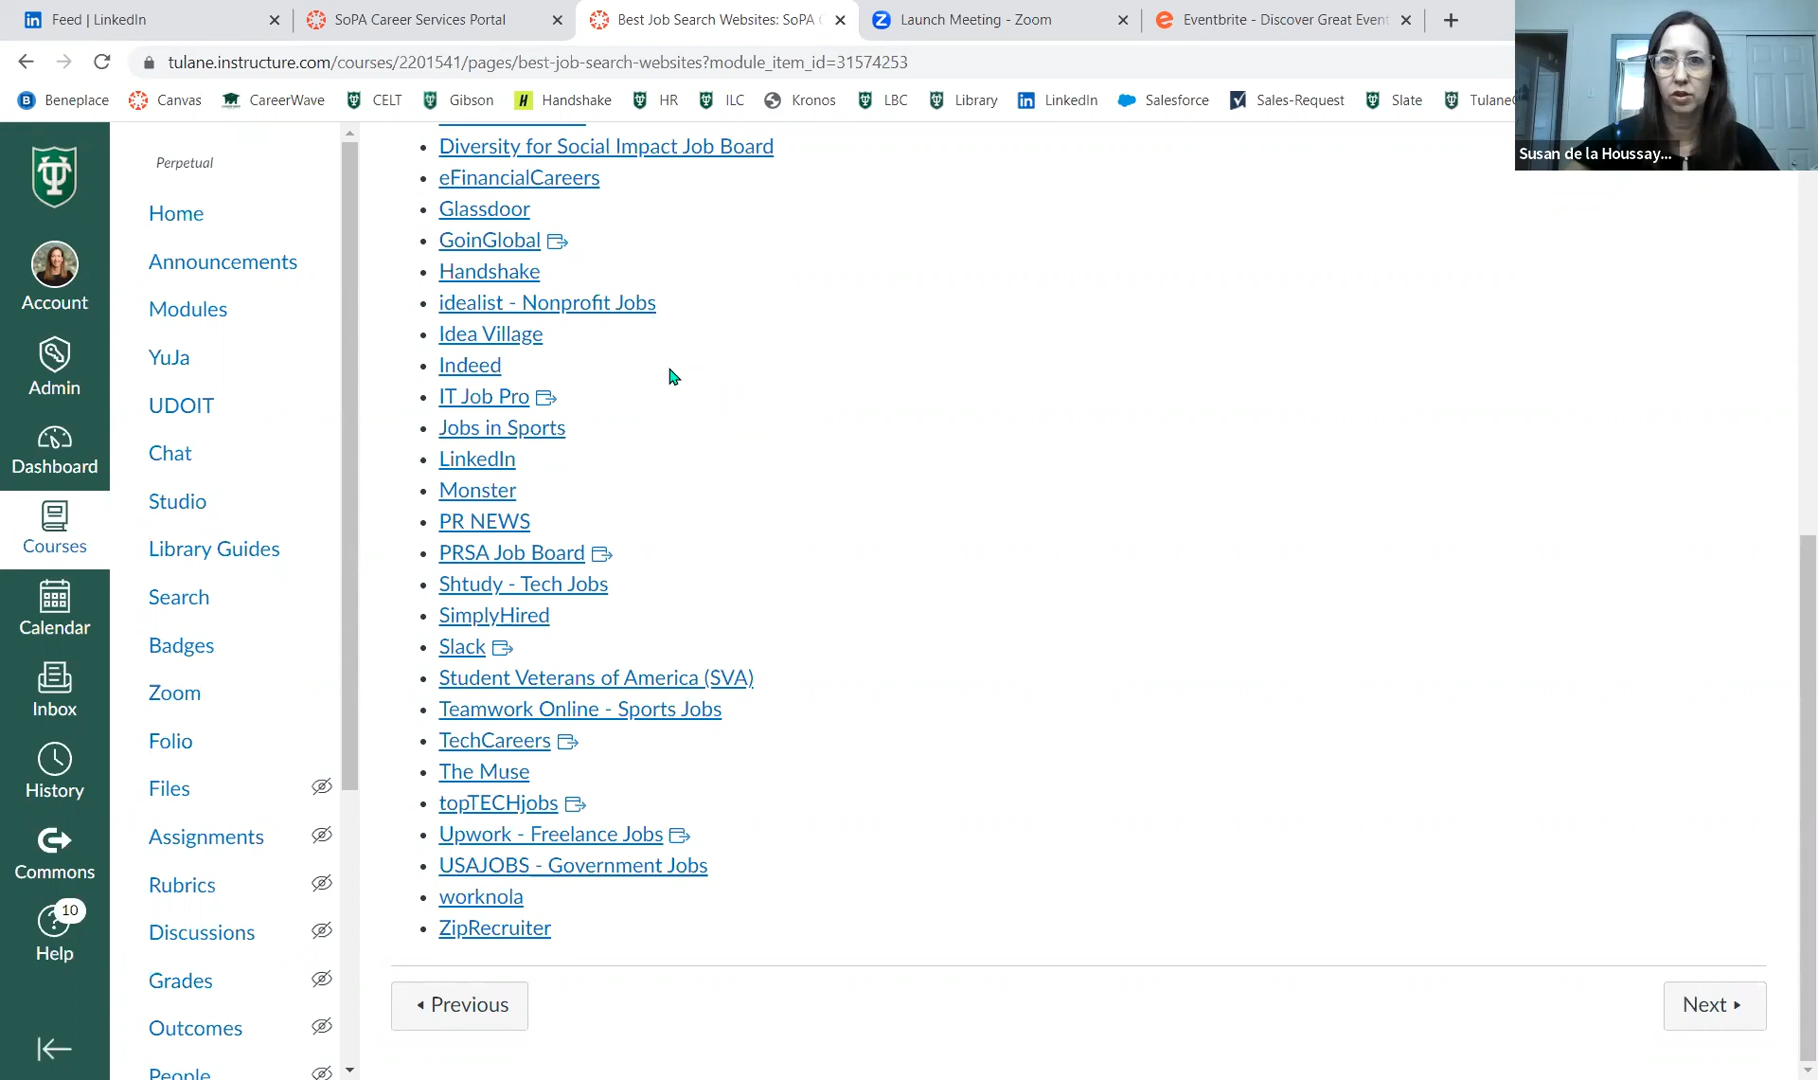 Feed | LinkedIn
SoPA Career Services Portal
Best Job Search Websites: SoPA
Launch Meeting - Zoom
Eventbrite - Discover Great Event
tulane.instructure.com/courses/2201541/pages/best-job-search-websites?module_item_id=31574253
Beneplace
Canvas
CareerWave
CELT
Gibson
Handshake
HR
ILC
Kronos
LBC
Library
LinkedIn
Salesforce
Sales-Request
Slate
Susan de la Houssay...
Account
Admin
Dashboard
Courses
Calendar
Inbox
History
Commons
10
Help
Perpetual
Home
Announcements
Modules
YuJa
UDOIT
Chat
Studio
Library Guides
Search
Badges
Zoom
Folio
Files
Assignments
Rubrics
Discussions
Grades
Outcomes
People
Diversity for Social Impact Job Board
eFinancialCareers
Glassdoor
GoinGlobal
Handshake
idealist - Nonprofit Jobs
Idea Village
Indeed
IT Job Pro
Jobs in Sports
LinkedIn
Monster
PR NEWS
PRSA Job Board
Shtudy - Tech Jobs
SimplyHired
Slack
Student Veterans of America (SVA)
Teamwork Online - Sports Jobs
TechCareers
The Muse
topTECHjobs
Upwork - Freelance Jobs
USAJOBS - Government Jobs
worknola
ZipRecruiter
Previous
Next